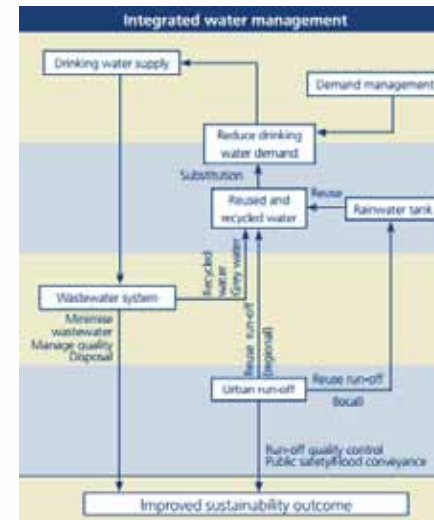 Integrated water management
Drinking water supply
Demand management
Reduce drinking
water demand
Substitution
Reused and
recycled water
Reuse
Rainwater tank
Recycled
water
Grey water
Wastewater system
Minimise
wastewater
Manage quality
Disposal
Reuse run-off
(regional)
Urban run-off
Reuse run-off
(local)
Run-off quality control
Public safety/flood conveyance
Improved sustainability outcome